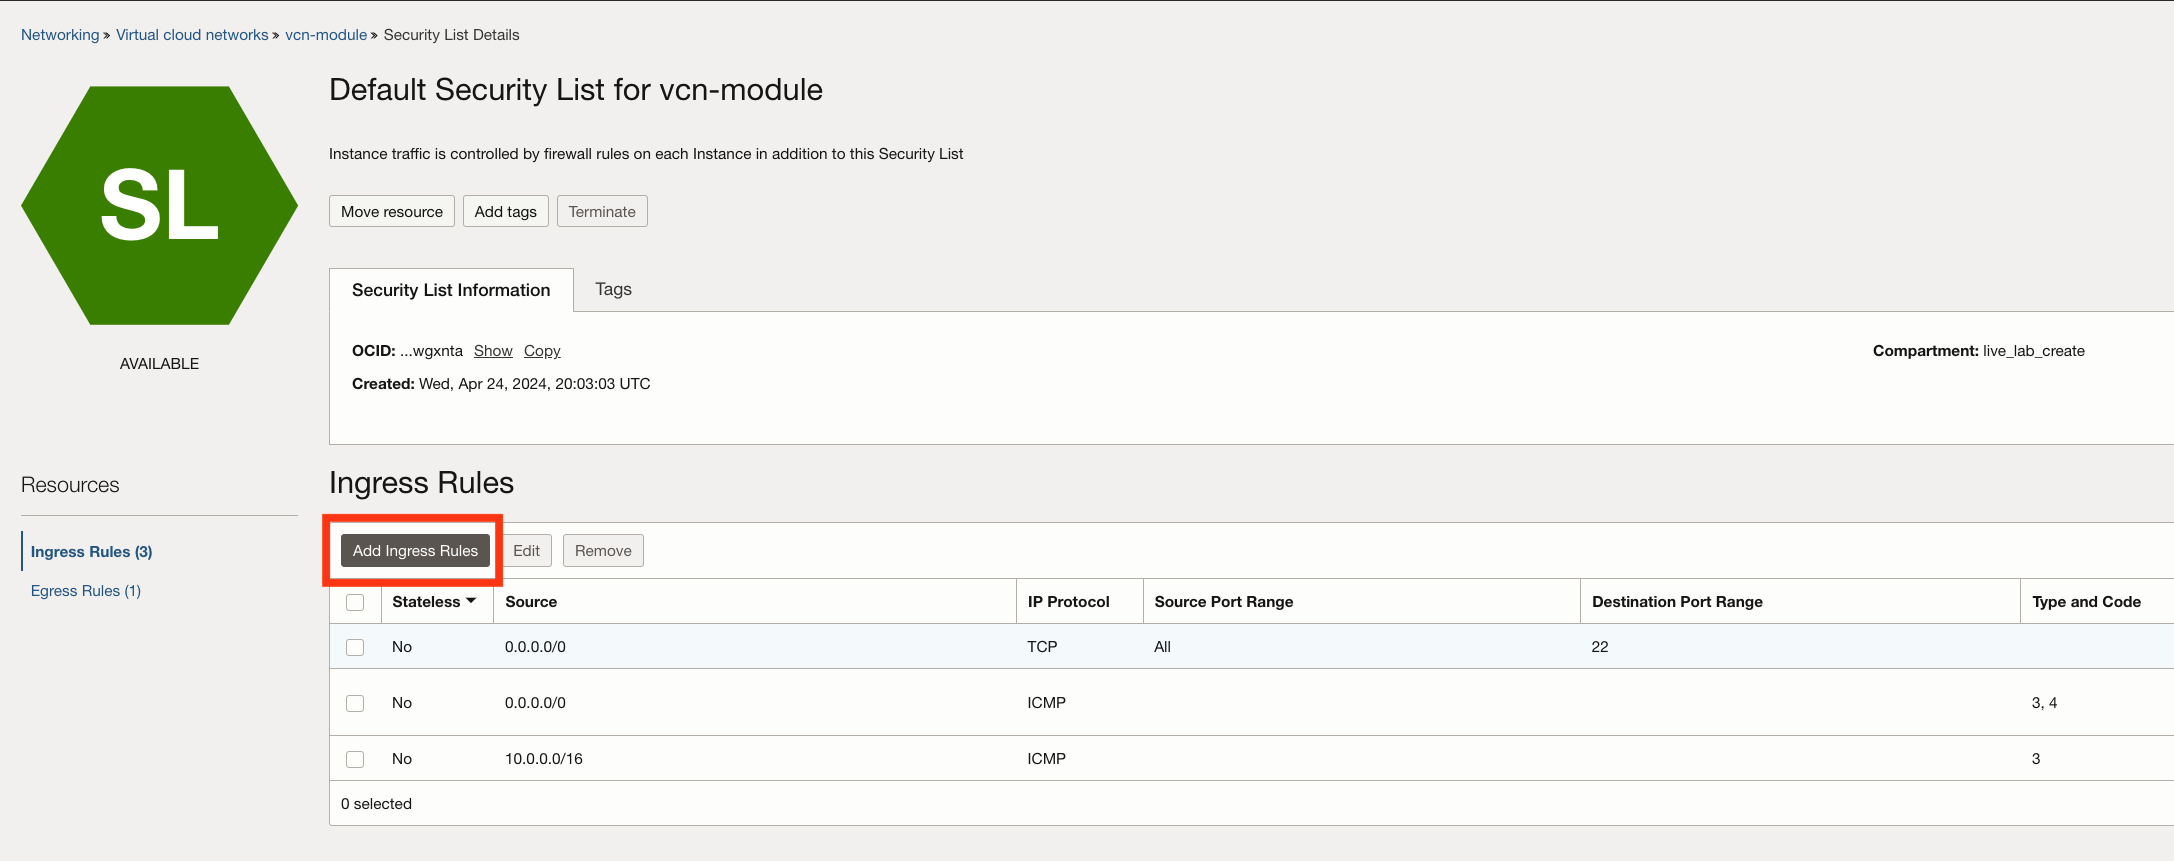 Networking » Virtual cloud networks » vcn-module » Security List Details
SL
AVAILABLE
Default Security List for vcn-module
Instance traffic is controlled by firewall rules on each Instance in addition to this Security List
Move resource Add tags Terminate
Security List Information Tags
OCID: ...wgxnta Show Copy Compartment: live_lab_create
Created: Wed, Apr 24, 2024, 20:03:03 UTC
Resources
Ingress Rules (3)
Egress Rules (1)
Ingress Rules
Add Ingress Rules Edit Remove
Stateless Source IP Protocol Source Port Range Destination Port Range Type and Code
No 0.0.0.0/0 TCP All 22
No 0.0.0.0/0 ICMP 3, 4
No 10.0.0.0/16 ICMP 3
0 selected